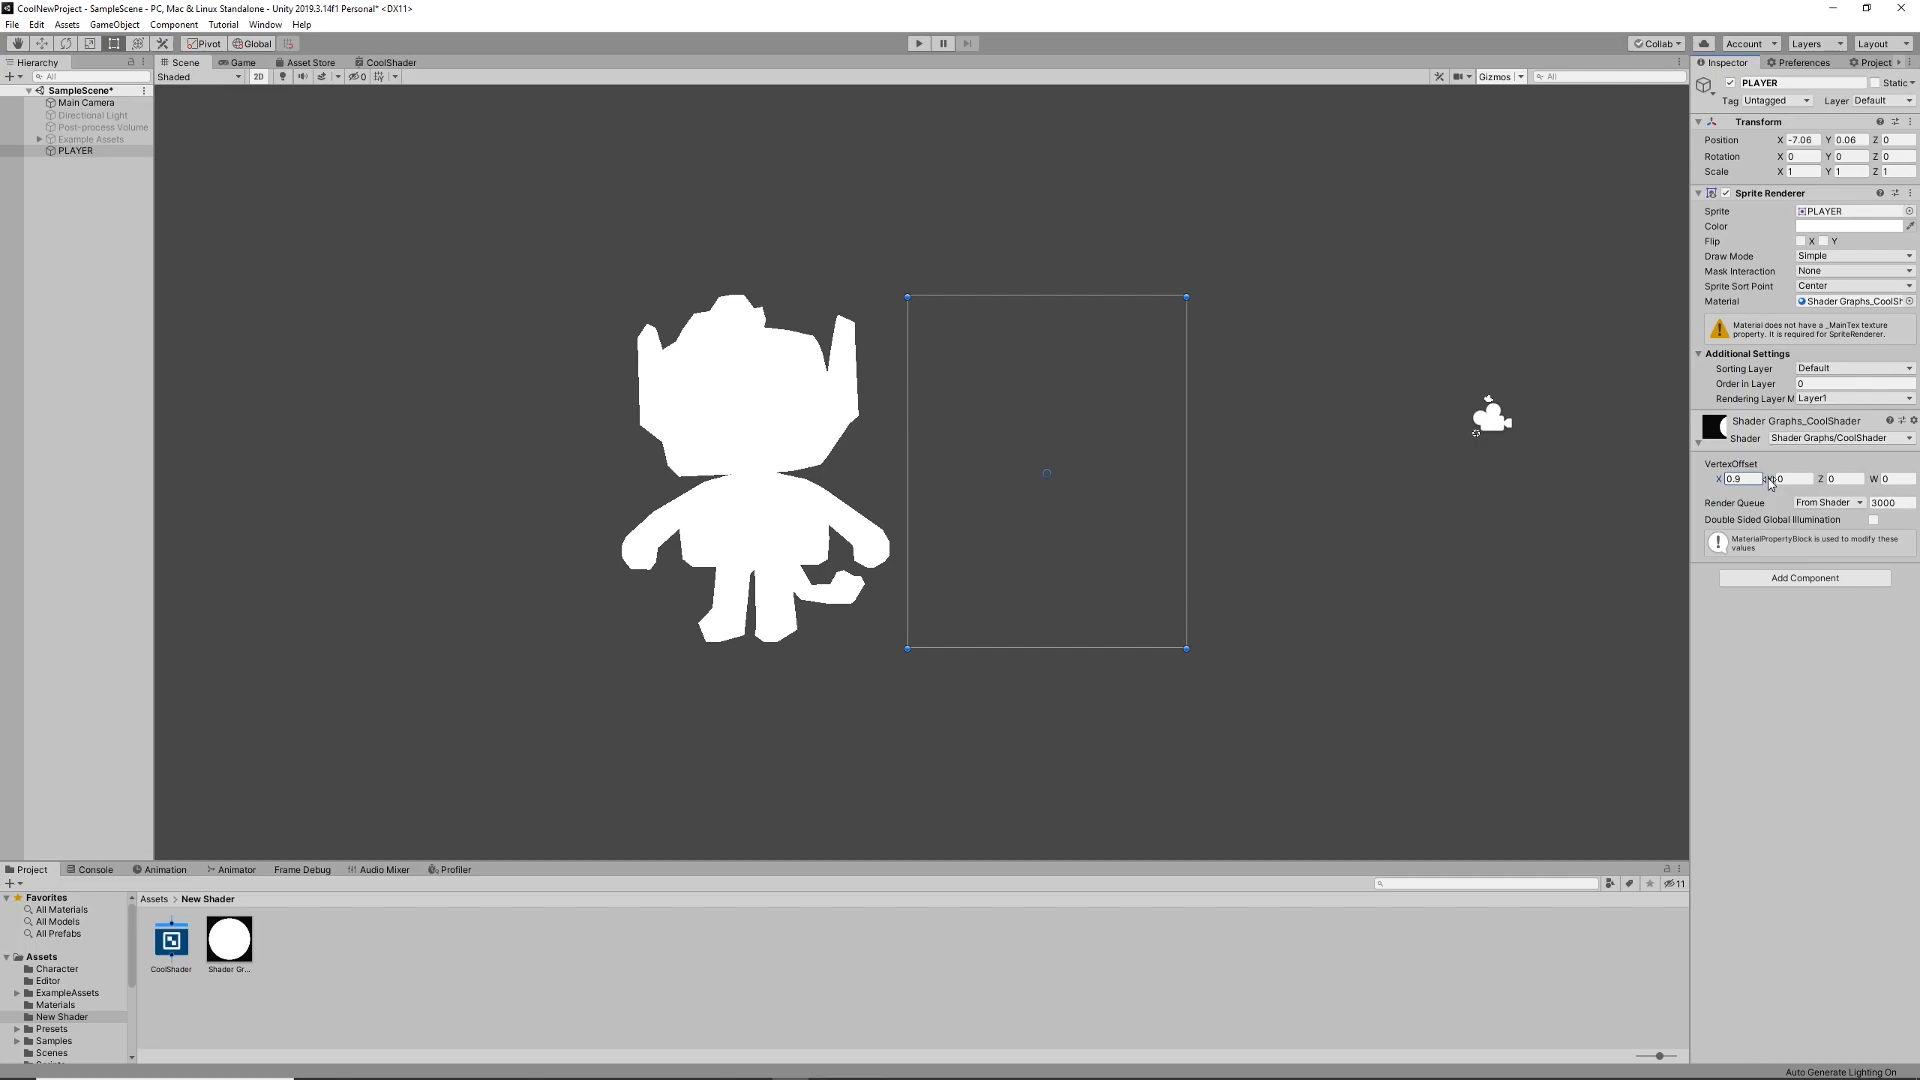 CoolNewProject - SampleScene - PC, Mac & Linux Standalone - Unity 2019.3.14f1 Personal* <DX11>
File Edit Assets GameObject Component Tutorial Window Help
Pivot Global Collab Account Layers Layout
Hierarchy
All
SampleScene*
Main Camera
Directional Light
Post-process Volume
Example Assets
PLAYER
Scene Game Asset Store CoolShader
Shaded 2D 0 Gizmos All
Inspector Preferences Project
PLAYER Static
Tag Untagged Layer Default
Transform
Position X -7.06 Y 0.06 Z 0
Rotation X 0 Y 0 Z 0
Scale X 1 Y 1 Z 1
Sprite Renderer
Sprite PLAYER
Color
Flip X Y
Draw Mode Simple
Mask Interaction None
Sprite Sort Point Center
Material Shader Graphs_CoolSh
Material does not have a _MainTex texture
property. It is required for SpriteRenderer.
Additional Settings
Sorting Layer Default
Order in Layer 0
Rendering Layer M Layer1
Shader Graphs_CoolShader
Shader Shader Graphs/CoolShader
VertexOffset
X 0.9 0 Z 0 W 0
Render Queue From Shader 3000
Double Sided Global Illumination
MaterialPropertyBlock is used to modify these
values
Add Component
Project Console Animation Animator Frame Debug Audio Mixer Profiler
11
Favorites
All Materials
All Models
All Prefabs
Assets
Character
Editor
ExampleAssets
Materials
New Shader
Presets
Samples
Scenes
Assets > New Shader
CoolShader Shader Gr...
Auto Generate Lighting On